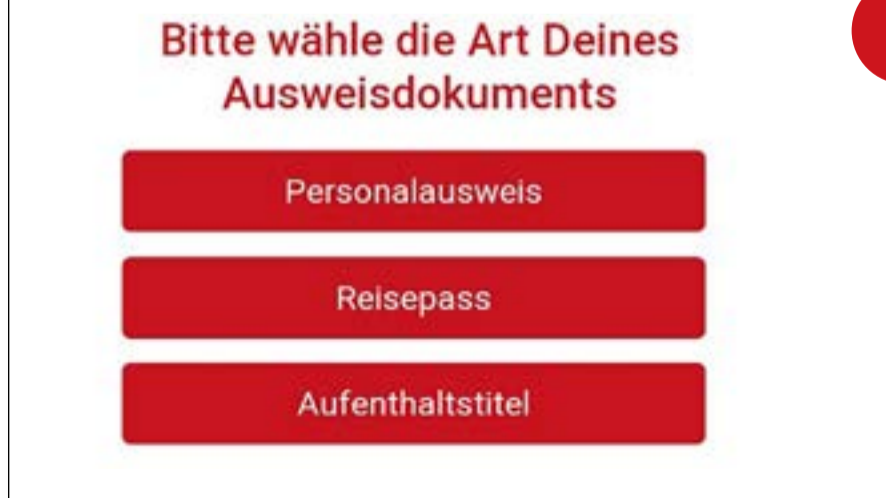 Bitte wähle die Art Deines
Ausweisdokuments
Personalausweis
Reisepass
Aufenthaltstitel